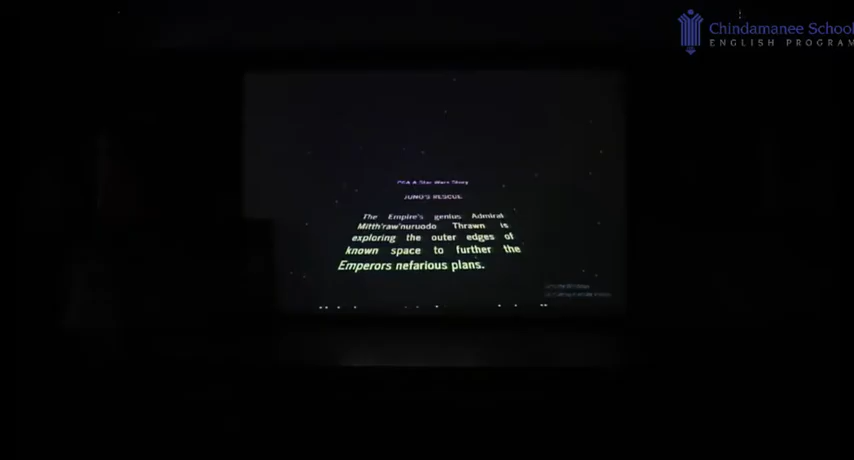 Chindamanee School
ENGLISH PROGRAM
A Star Wars Story
JUNO'S RESCUE
The Empire's genius Admiral
Mitth'raw'nuruodo Thrawn is
exploring the outer edges of
known space to further the
Emperors nefarious plans.